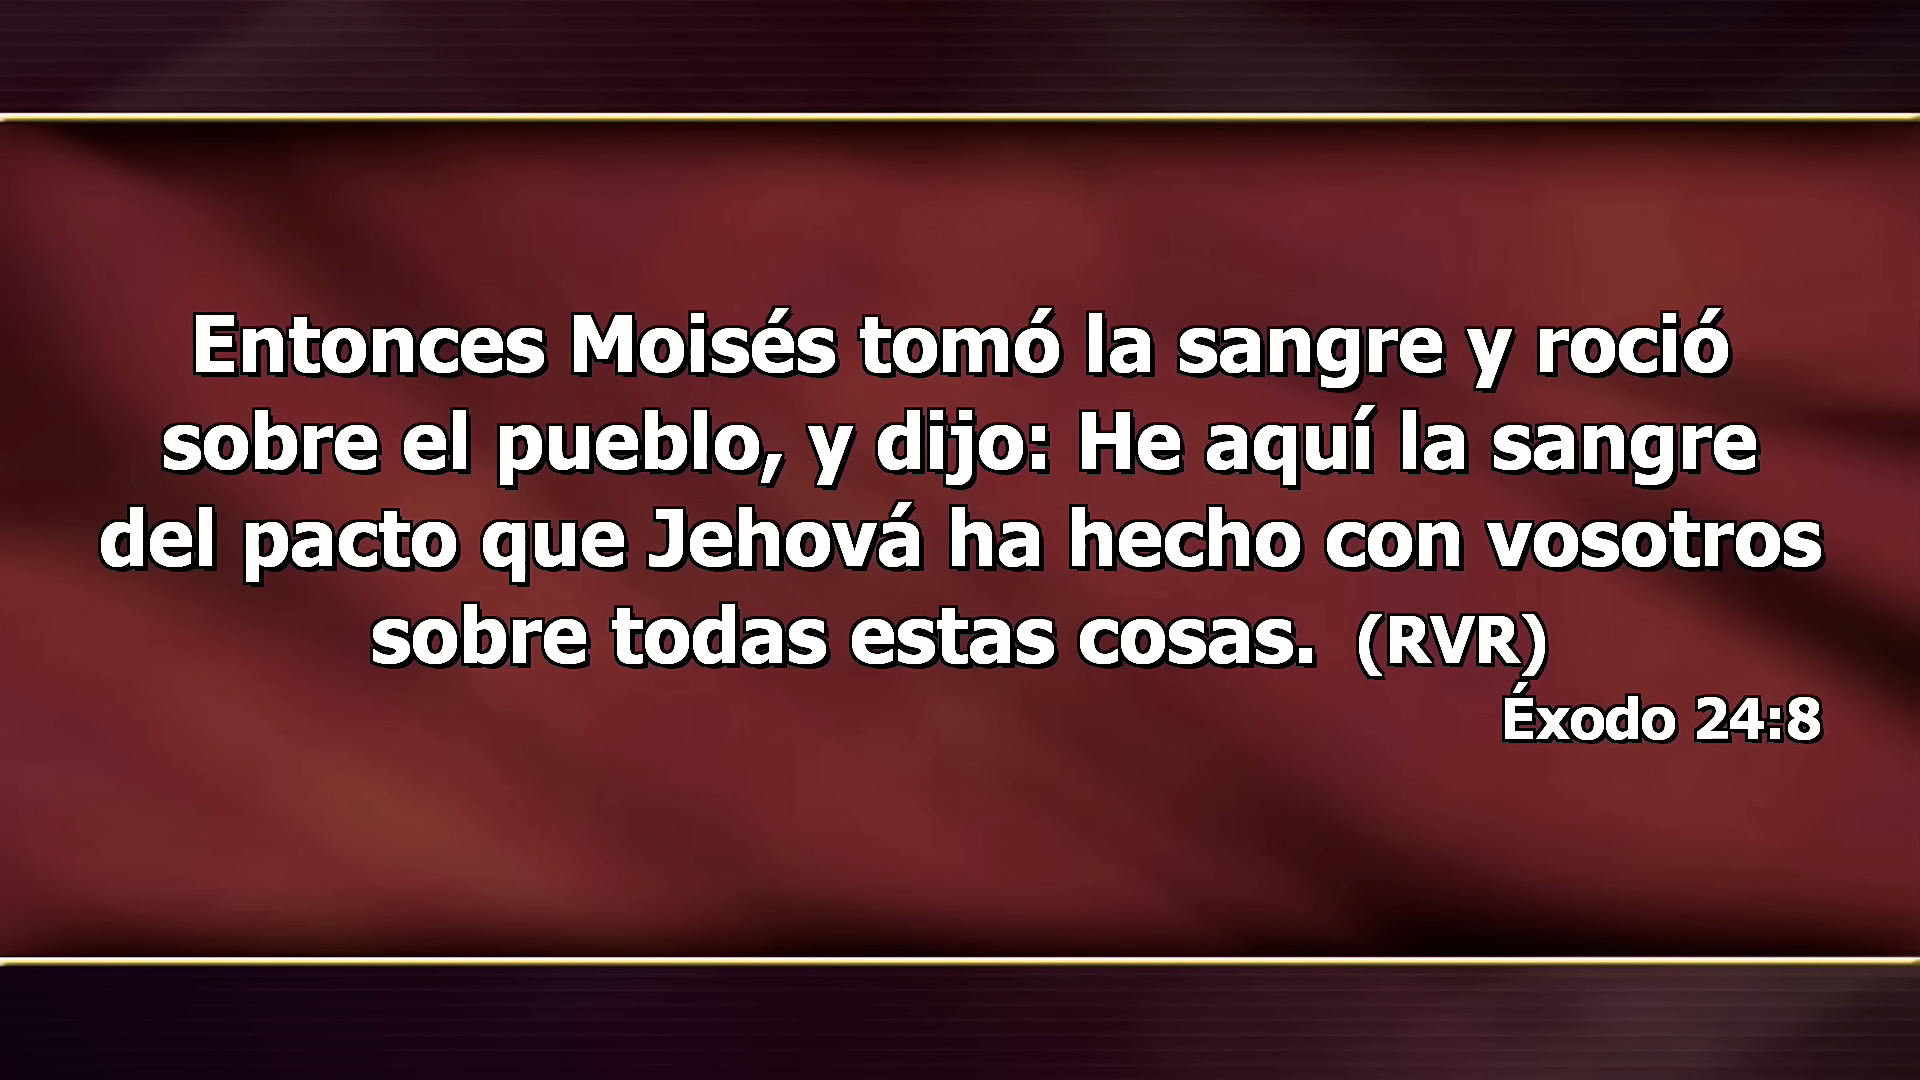 Entonces Moisés tomó la sangre y roció
sobre el pueblo, y dijo: He aquí la sangre
del pacto que Jehová ha hecho con vosotros
sobre todas estas cosas. (RVR)
Éxodo 24:8